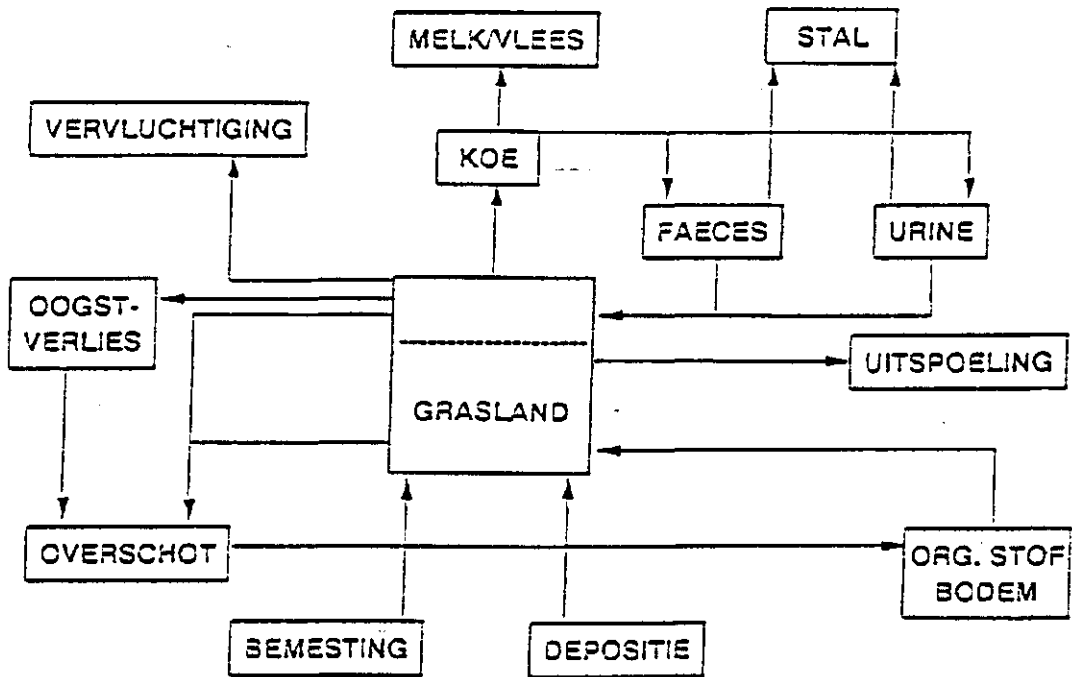 MELK/VLEES
STAL
VERVLUCHTIGING
KOE
FAECES
URINE
OOGST-
VERLIES
UITSPOELING
GRASLAND
OVERSCHOT
ORG. STOF
BODEM
BEMESTING
DEPOSITIE